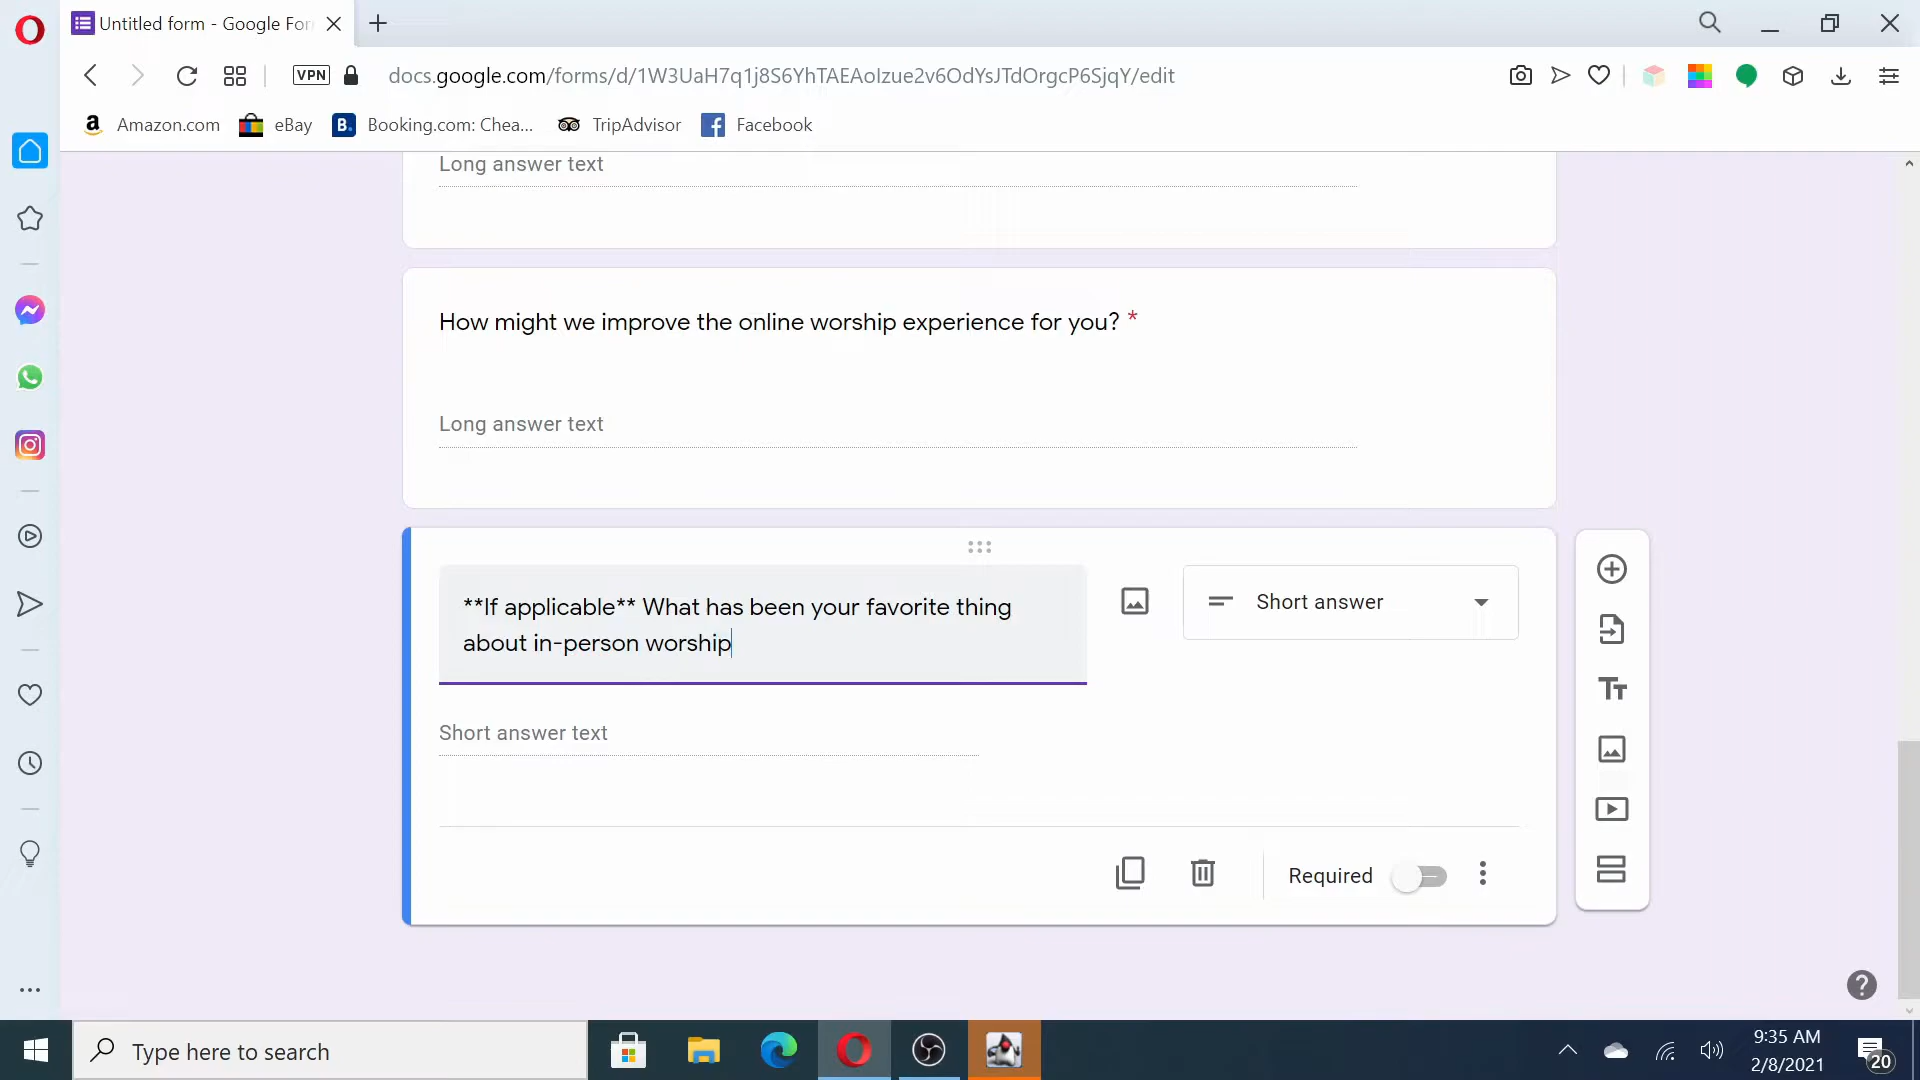 Untitled form - Google For
VPN
docs.google.com/forms/d/1W3UaH7q1j8S6YhTAEAoIzue2v6OdYsJTdOrgcP6SjqY/edit
Amazon.com
eBay
B.
Booking.com: Chea...
TripAdvisor
Facebook
Long answer text
How might we improve the online worship experience for you? *
Long answer text
**If applicable** What has been your favorite thing
about in-person worship
Short answer
Short answer text
Required
Type here to search
9:35 AM
2/8/2021
20